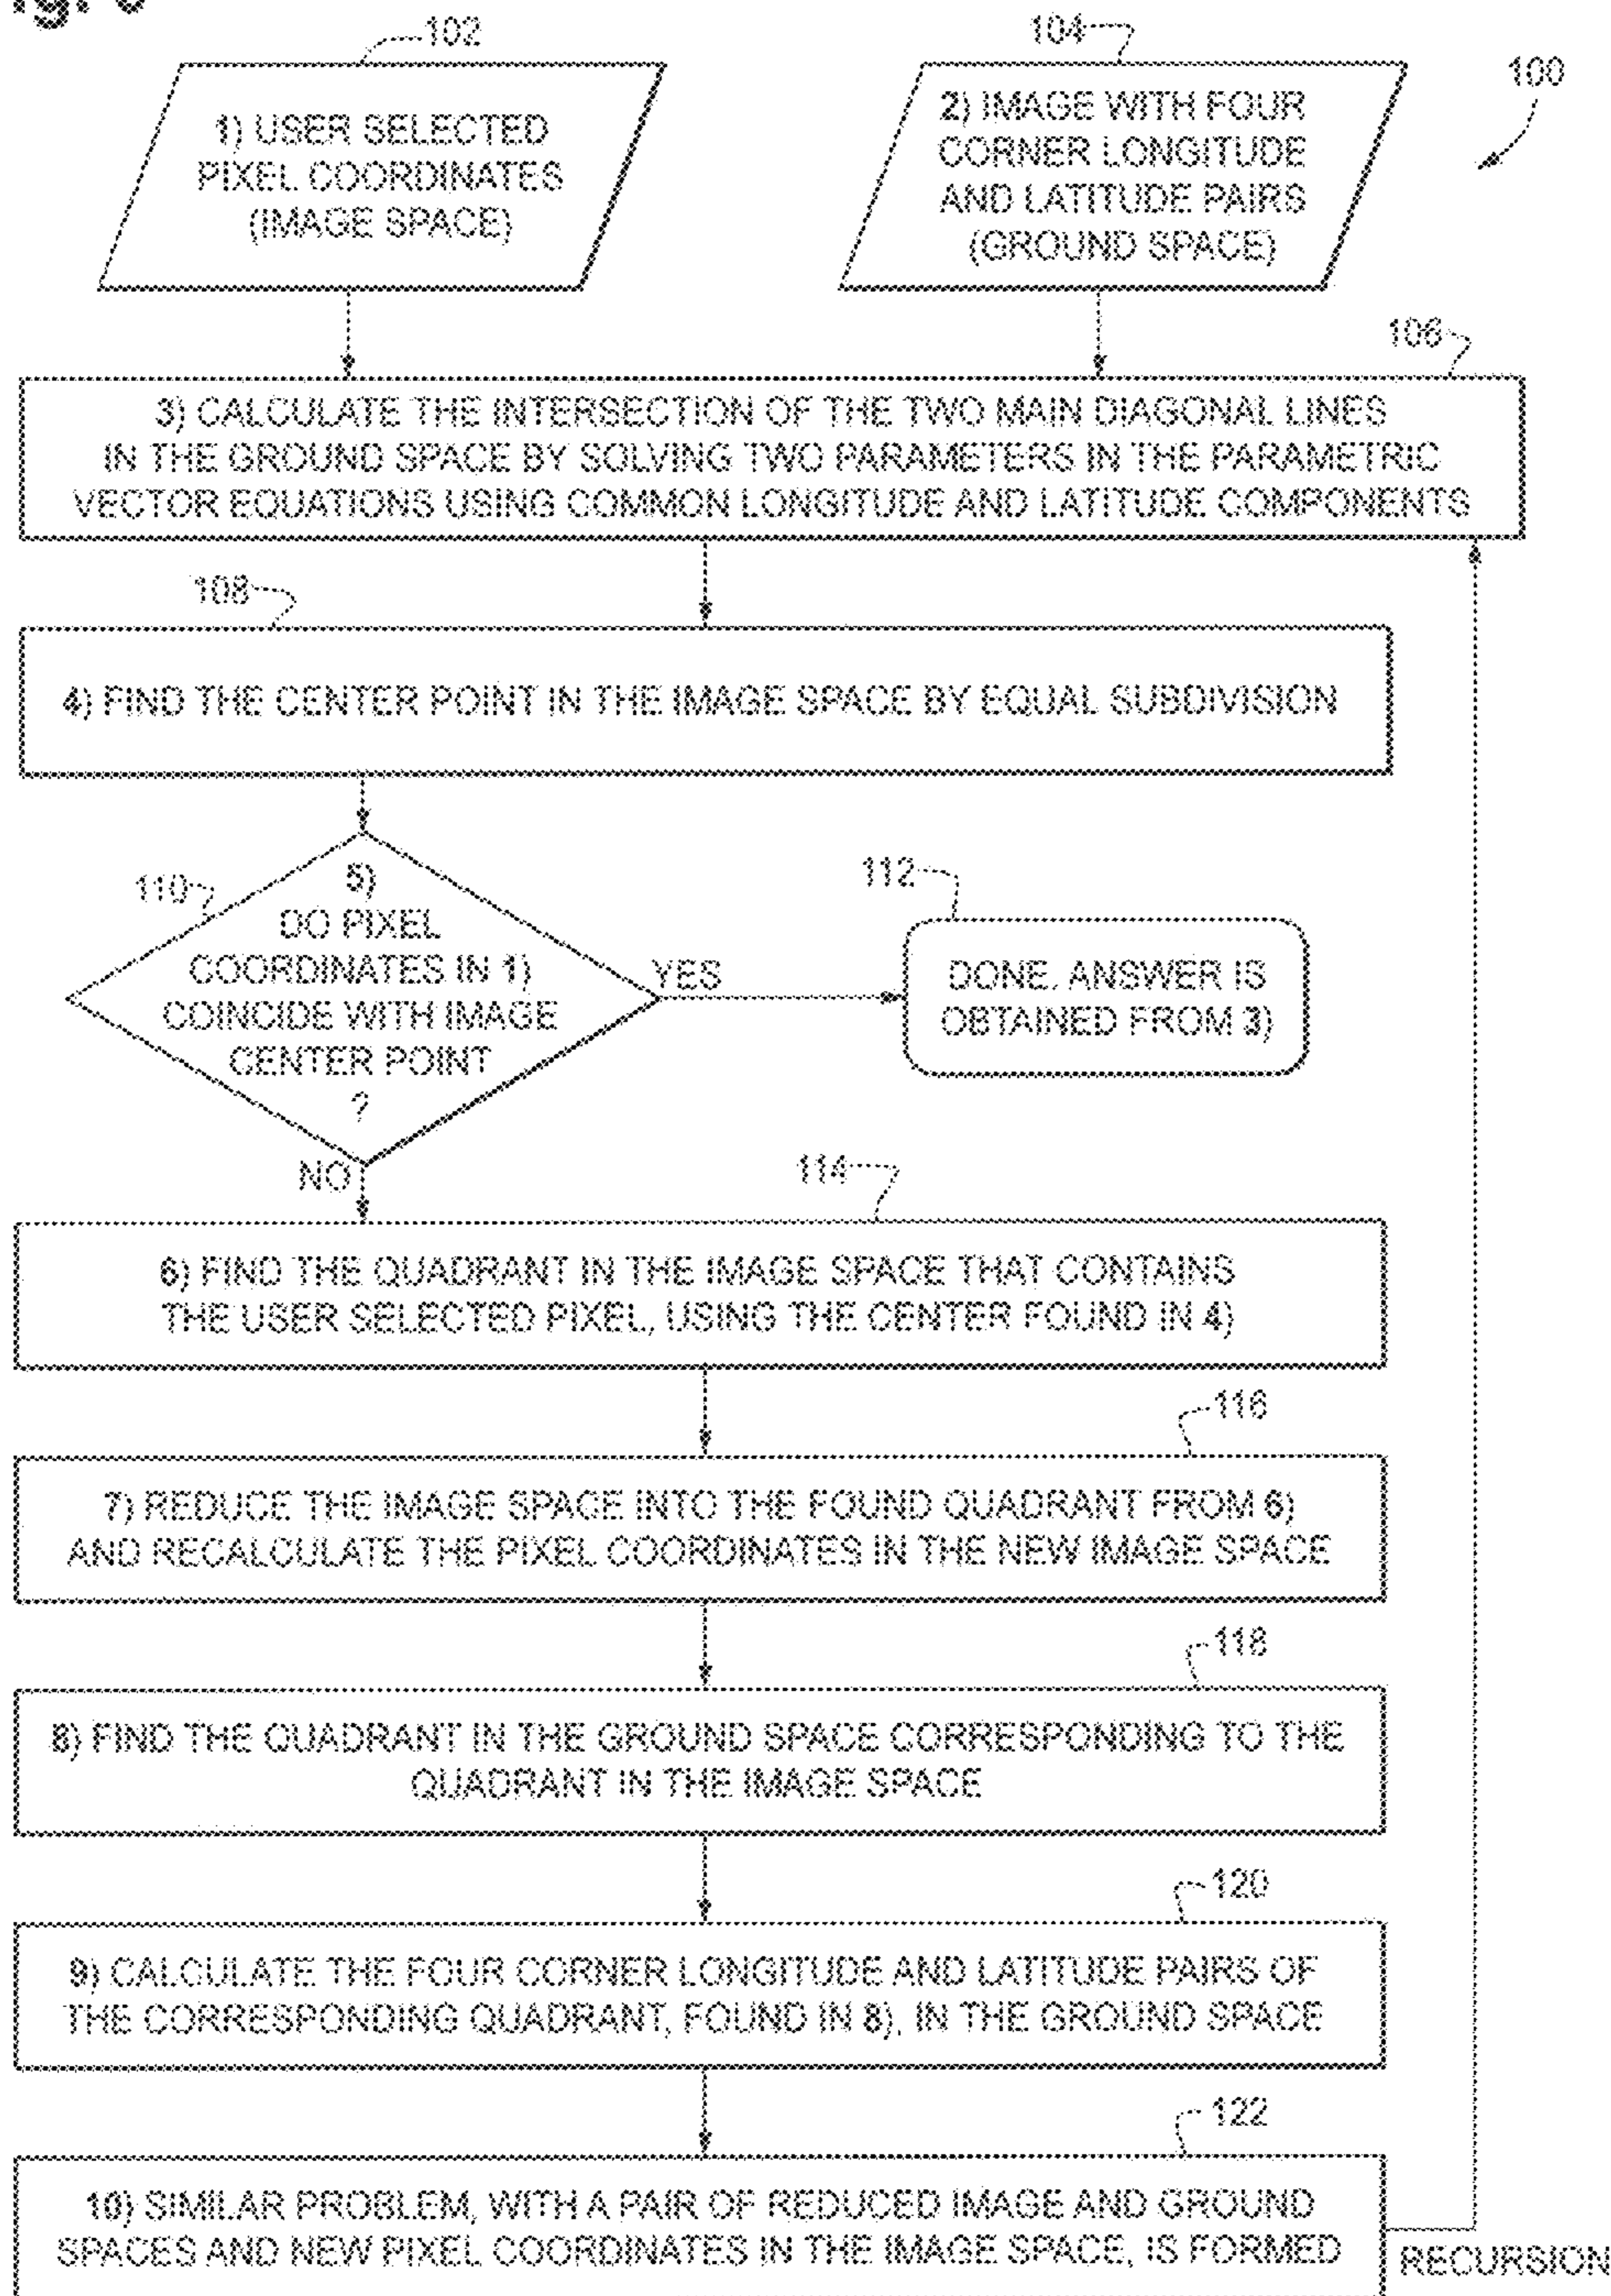 102
104
100
1) USER SELECTED
PIXEL COORDINATES
(IMAGE SPACE)
2) IMAGE WITH FOUR
CORNER LONGITUDE
AND LATITUDE PAIRS
(GROUND SPACE)
106
3) CALCULATE THE INTERSECTION OF THE TWO MAIN DIAGONAL LINES
IN THE GROUND SPACE BY SOLVING TWO PARAMETERS IN THE PARAMETRIC
VECTOR EQUATIONS USING COMMON LONGITUDE AND LATITUDE COMPONENTS
108
4) FIND THE CENTER POINT IN THE IMAGE SPACE BY EQUAL SUBDIVISION
110
5)
DO PIXEL
COORDINATES IN 1)
COINCIDE WITH IMAGE
CENTER POINT
?
YES
112
DONE. ANSWER IS
OBTAINED FROM 3)
NO
114
6) FIND THE QUADRANT IN THE IMAGE SPACE THAT CONTAINS
THE USER SELECTED PIXEL, USING THE CENTER FOUND IN 4)
116
7) REDUCE THE IMAGE SPACE INTO THE FOUND QUADRANT FROM 6)
AND RECALCULATE THE PIXEL COORDINATES IN THE NEW IMAGE SPACE
118
8) FIND THE QUADRANT IN THE GROUND SPACE CORRESPONDING TO THE
QUADRANT IN THE IMAGE SPACE
120
9) CALCULATE THE FOUR CORNER LONGITUDE AND LATITUDE PAIRS OF
THE CORRESPONDING QUADRANT, FOUND IN 8), IN THE GROUND SPACE
122
10) SIMILAR PROBLEM, WITH A PAIR OF REDUCED IMAGE AND GROUND
SPACES AND NEW PIXEL COORDINATES IN THE IMAGE SPACE, IS FORMED
RECURSION